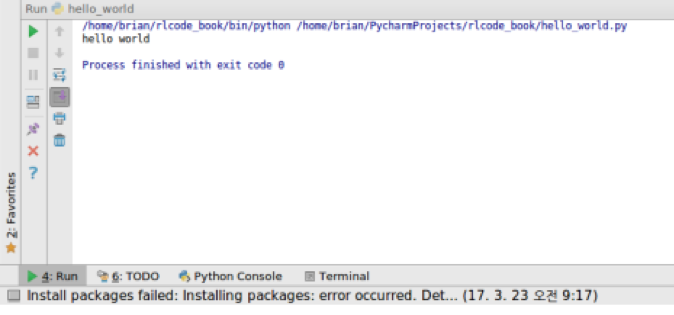 Run hello_world
/home/brian/rlcode_book/bin/python /home/brian/PycharmProjects/rlcode_book/hello_world.py
hello world
Process finished with exit code 0
2: Favorites
4: Run 6: TODO Python Console Terminal
Install packages failed: Installing packages: error occurred. Det... (17. 3. 23 오전 9:17)